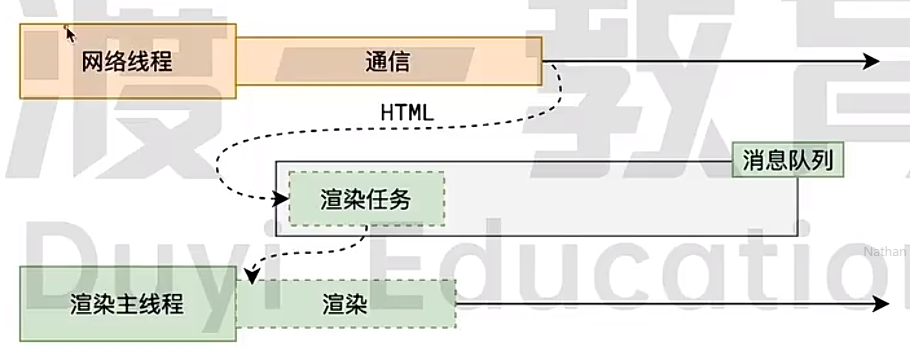 渡一教育
网络线程
通信
HTML
消息队列
渲染任务
Duyi Education
Nathan
渲染主线程
渲染